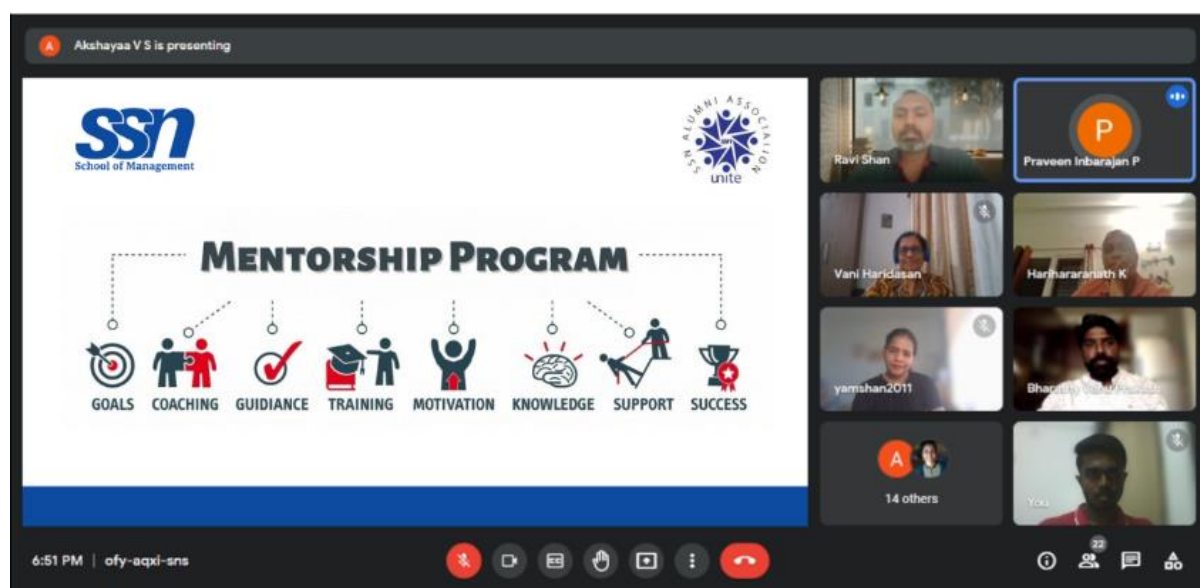 A
Akshayaa V S is presenting
SSN
School of Management
SSN ALUMNI ASSOCIATION
unite
MENTORSHIP PROGRAM
GOALS COACHING GUIDIANCE TRAINING MOTIVATION KNOWLEDGE SUPPORT SUCCESS
Ravi Shan
P
Praveen Inbarajan P
Vani Haridasan
Hariharanath K
yamshan2011
A
14 others
You
6:51 PM | ofy-aqxi-sns
CC
22